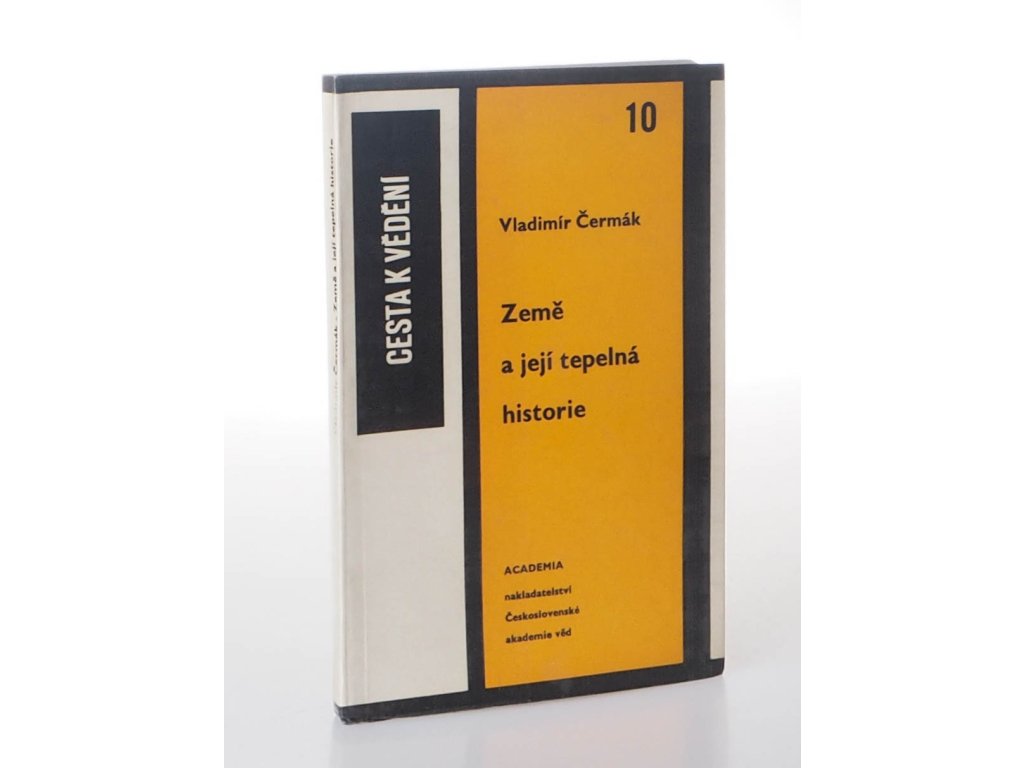 CESTA K VĚDĚNÍ
10
Vladimír Čermák
Země
a její tepelná
historie
ACADEMIA
nakladatelství
Československé
akademie věd
Čermák - Země a její tepelná historie